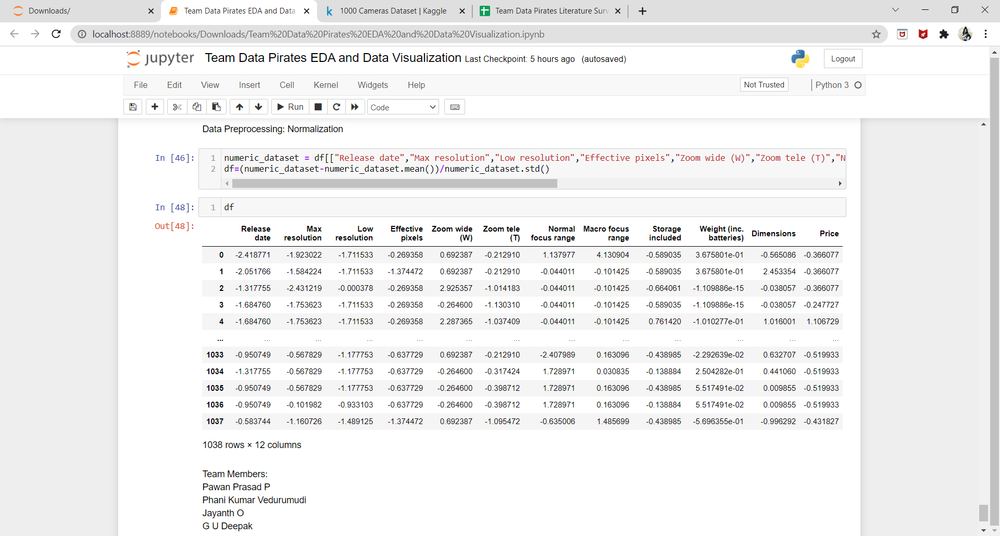 Downloads/
Team Data Pirates EDA and Data
1000 Cameras Dataset | Kaggle
Team Data Pirates Literature Surv
localhost:8889/notebooks/Downloads/Team%20Data%20Pirates%20EDA%20and%20Data%20Visualization.ipynb
jupyter Team Data Pirates EDA and Data Visualization Last Checkpoint: 5 hours ago (autosaved)
Logout
File Edit View Insert Cell Kernel Widgets Help
Not Trusted
Python 3
Run
Code
Data Preprocessing: Normalization
In [46]:
1 numeric_dataset = df[["Release date","Max resolution","Low resolution","Effective pixels","Zoom wide (W)","Zoom tele (T)","N
2 df=(numeric_dataset-numeric_dataset.mean())/numeric_dataset.std()
In [48]:
1 df
Out[48]:
Release Max Low Effective Zoom wide Zoom tele Normal Macro focus Storage Weight (inc. Dimensions Price
date resolution resolution pixels (W) (T) focus range range included batteries)
0 -2.418771 -1.923022 -1.711533 -0.269358 0.692387 -0.212910 1.137977 4.130904 -0.589035 3.675801e-01 -0.565086 -0.366077
1 -2.051766 -1.584224 -1.711533 -1.374472 0.692387 -0.212910 -0.044011 -0.101425 -0.589035 3.675801e-01 2.453354 -0.366077
2 -1.317755 -2.431219 -0.000378 -0.269358 2.925357 -1.014183 -0.044011 -0.101425 -0.664061 -1.109886e-15 -0.038057 -0.366077
3 -1.684760 -1.753623 -1.711533 -0.269358 -0.264600 -1.130310 -0.044011 -0.101425 -0.589035 -1.109886e-15 -0.038057 -0.247727
4 -1.684760 -1.753623 -1.711533 -0.269358 2.287365 -1.037409 -0.044011 -0.101425 0.761420 -1.010277e-01 1.016001 1.106729
... ... ... ... ... ... ... ... ... ... ... ... ...
1033 -0.950749 -0.567829 -1.177753 -0.637729 0.692387 -0.212910 -2.407989 0.163096 -0.438985 -2.292639e-02 0.632707 -0.519933
1034 -1.317755 -0.567829 -1.177753 -0.637729 -0.264600 -0.317424 1.728971 0.030835 -0.138884 2.504282e-01 0.441060 -0.519933
1035 -0.950749 -0.567829 -1.177753 -0.637729 -0.264600 -0.398712 1.728971 0.163096 -0.438985 5.517491e-02 0.009855 -0.519933
1036 -0.950749 -0.101982 -0.933103 -0.637729 -0.264600 -0.398712 1.728971 0.163096 -0.138884 5.517491e-02 0.009855 -0.519933
1037 -0.583744 -1.160726 -1.489125 -1.374472 0.692387 -1.095472 -0.635006 1.485699 -0.438985 -5.696355e-01 -0.996292 -0.431827
1038 rows × 12 columns
Team Members:
Pawan Prasad P
Phani Kumar Vedurumudi
Jayanth O
G U Deepak